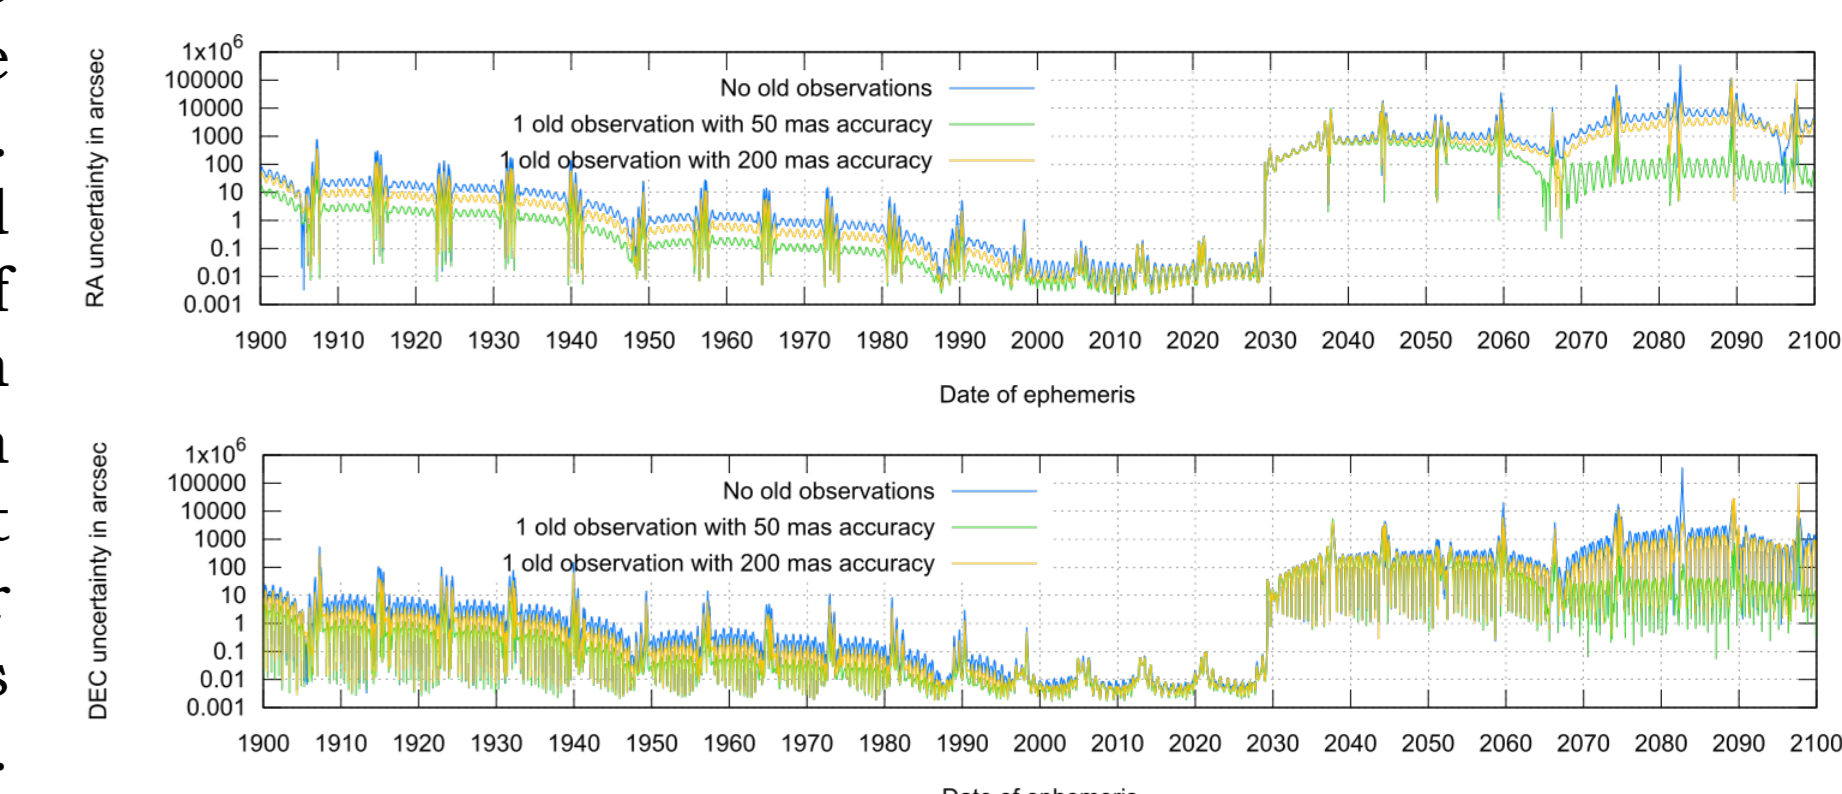 RA uncertainty in arcsec
1x10^6
100000
10000
1000
100
10
1
0.1
0.01
0.001
No old observations
1 old observation with 50 mas accuracy
1 old observation with 200 mas accuracy
1900 1910 1920 1930 1940 1950 1960 1970 1980 1990 2000 2010 2020 2030 2040 2050 2060 2070 2080 2090 2100
Date of ephemeris
DEC uncertainty in arcsec
1x10^6
100000
10000
1000
100
10
1
0.1
0.01
0.001
No old observations
1 old observation with 50 mas accuracy
1 old observation with 200 mas accuracy
1900 1910 1920 1930 1940 1950 1960 1970 1980 1990 2000 2010 2020 2030 2040 2050 2060 2070 2080 2090 2100
Date of ephemeris